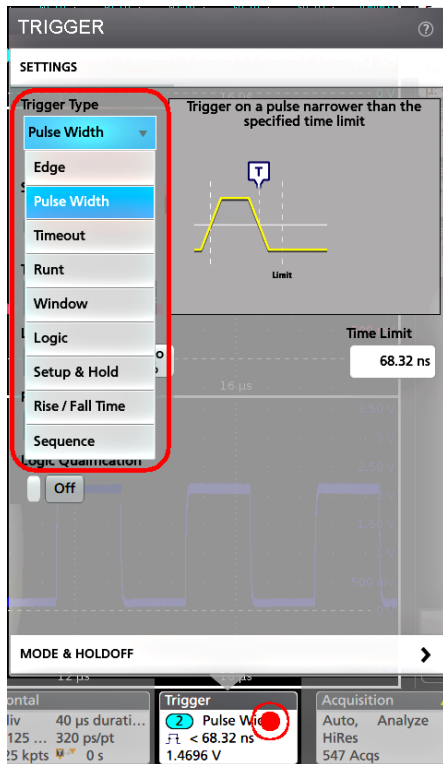 TRIGGER
?
SETTINGS
Trigger Type
Pulse Width
Edge
Pulse Width
Timeout
Runt
Window
Logic
Setup & Hold
Rise / Fall Time
Sequence
Trigger on a pulse narrower than the
specified time limit
T
Limit
Time Limit
68.32 ns
16 µs
Logic Qualification
Off
MODE & HOLDOFF
12 µs
ontal
div 40 µs durati...
125 ... 320 ps/pt
25 kpts 0 s
Trigger
2 Pulse
< 68.32 ns
1.4696 V
Acquisition
Auto, Analyze
HiRes
547 Acqs